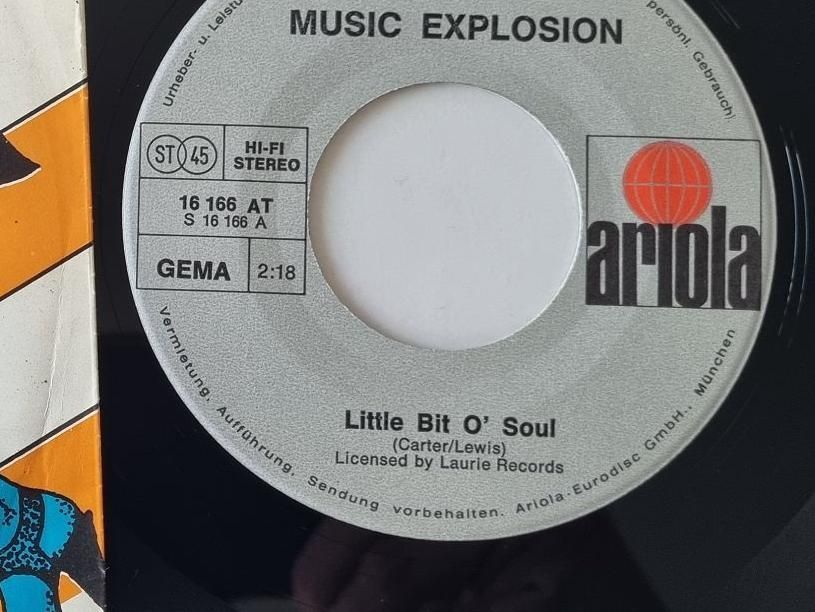 Urheber- u. Leistu
persönl. Gebrauch!
MUSIC EXPLOSION
ST 45
HI-FI
STEREO
16 166 AT
S 16 166 A
GEMA
2:18
ariola
Little Bit O' Soul
(Carter/Lewis)
Licensed by Laurie Records
Vermietung, Aufführung, Sendung vorbehalten. Ariola-Eurodisc GmbH., München